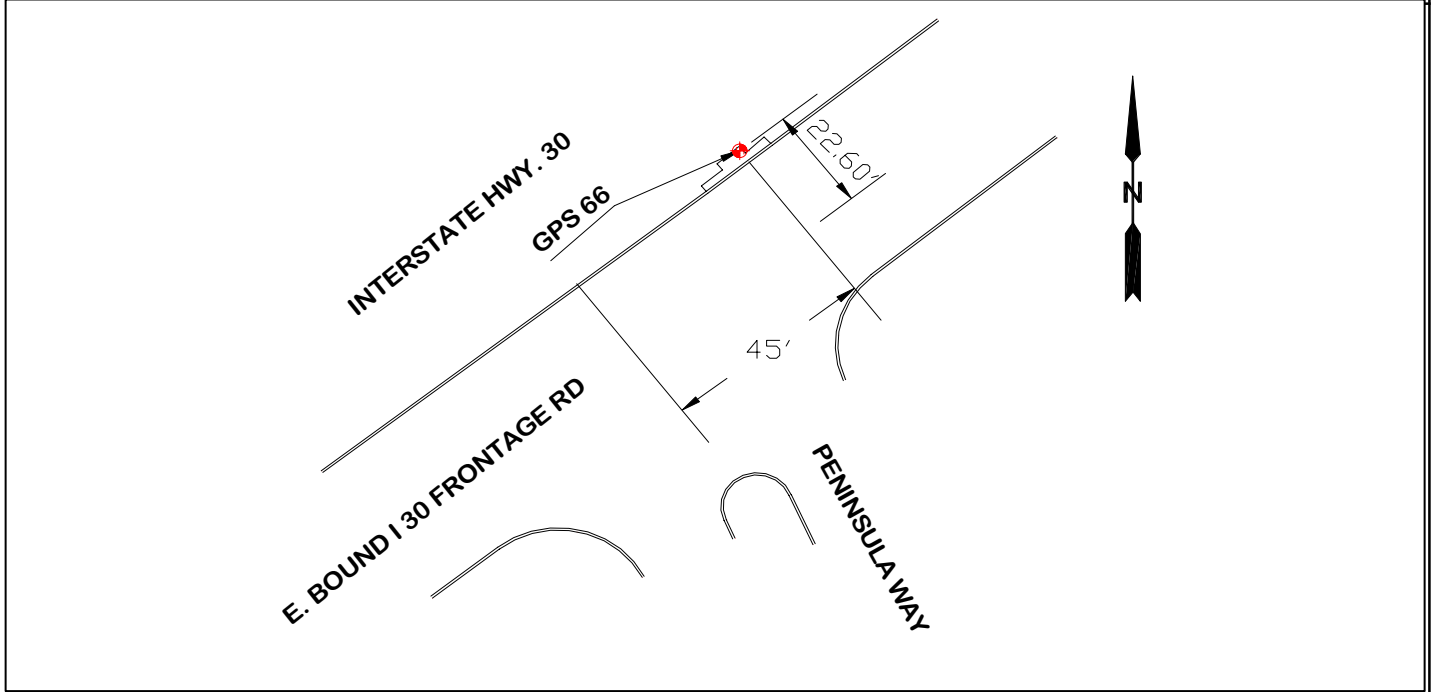 INTERSTATE HWY. 30
GPS 66
22.60'
N
45'
E. BOUND I 30 FRONTAGE RD
PENINSULA WAY